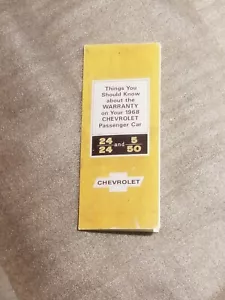 Things You
Should Know
about the
WARRANTY
on Your 1968
CHEVROLET
Passenger Car
24 and 5
24 50
CHEVROLET